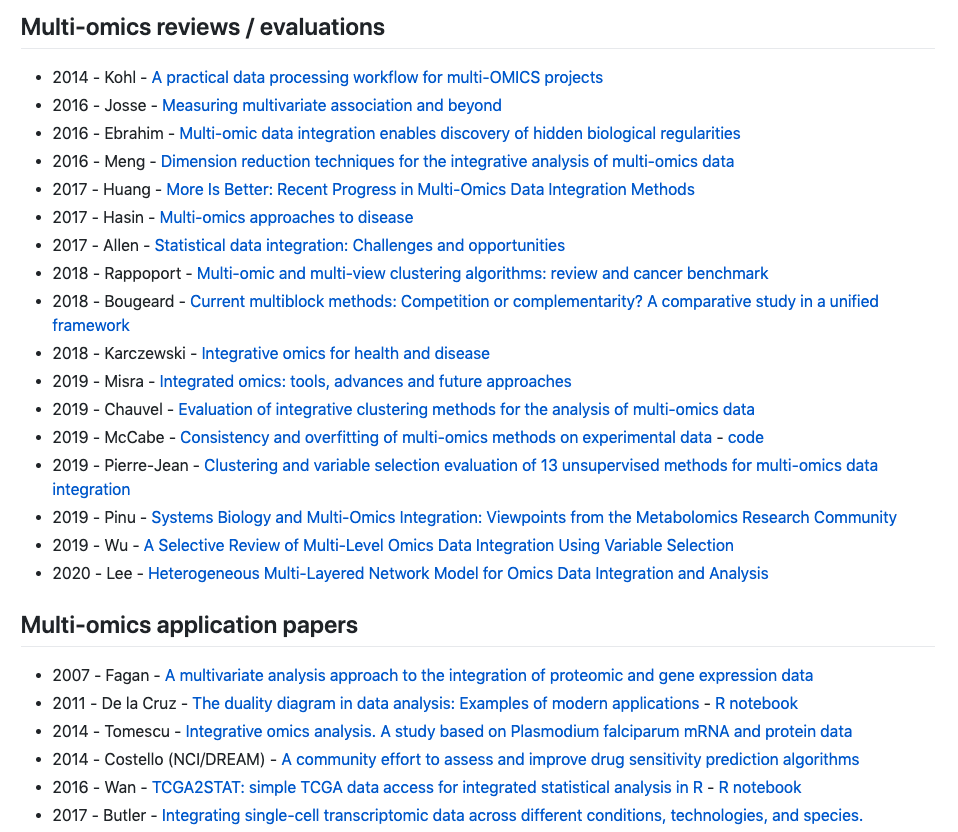 Multi-omics reviews / evaluations
• 2014 - Kohl - A practical data processing workflow for multi-OMICS projects
• 2016 - Josse - Measuring multivariate association and beyond
• 2016 - Ebrahim - Multi-omic data integration enables discovery of hidden biological regularities
• 2016 - Meng - Dimension reduction techniques for the integrative analysis of multi-omics data
• 2017 - Huang - More Is Better: Recent Progress in Multi-Omics Data Integration Methods
• 2017 - Hasin - Multi-omics approaches to disease
• 2017 - Allen - Statistical data integration: Challenges and opportunities
• 2018 - Rappoport - Multi-omic and multi-view clustering algorithms: review and cancer benchmark
• 2018 - Bougeard - Current multiblock methods: Competition or complementarity? A comparative study in a unified
framework
• 2018 - Karczewski - Integrative omics for health and disease
• 2019 - Misra - Integrated omics: tools, advances and future approaches
• 2019 - Chauvel - Evaluation of integrative clustering methods for the analysis of multi-omics data
• 2019 - McCabe - Consistency and overfitting of multi-omics methods on experimental data - code
• 2019 - Pierre-Jean - Clustering and variable selection evaluation of 13 unsupervised methods for multi-omics data
integration
• 2019 - Pinu - Systems Biology and Multi-Omics Integration: Viewpoints from the Metabolomics Research Community
• 2019 - Wu - A Selective Review of Multi-Level Omics Data Integration Using Variable Selection
• 2020 - Lee - Heterogeneous Multi-Layered Network Model for Omics Data Integration and Analysis
Multi-omics application papers
• 2007 - Fagan - A multivariate analysis approach to the integration of proteomic and gene expression data
• 2011 - De la Cruz - The duality diagram in data analysis: Examples of modern applications - R notebook
• 2014 - Tomescu - Integrative omics analysis. A study based on Plasmodium falciparum mRNA and protein data
• 2014 - Costello (NCI/DREAM) - A community effort to assess and improve drug sensitivity prediction algorithms
• 2016 - Wan - TCGA2STAT: simple TCGA data access for integrated statistical analysis in R - R notebook
• 2017 - Butler - Integrating single-cell transcriptomic data across different conditions, technologies, and species.